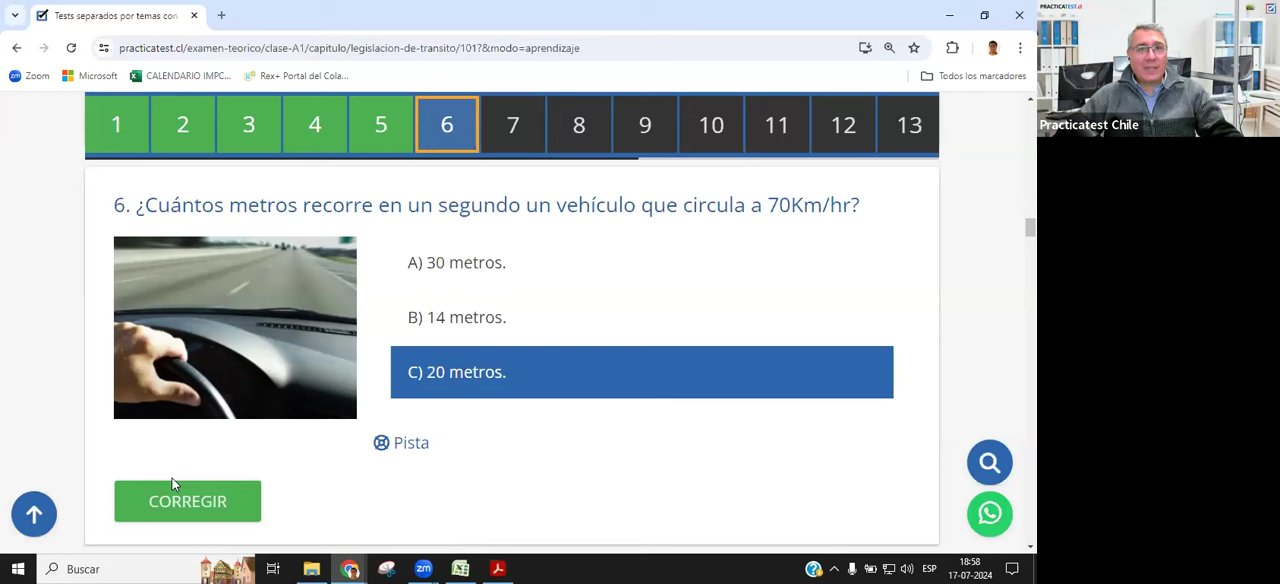 Tests separados por temas con
practicatest.cl/examen-teorico/clase-A1/capitulo/legislacion-de-transito/101?&modo=aprendizaje
Zoom
Microsoft
CALENDARIO IMPC...
Rex+ Portal del Cola...
Todos los marcadores
PRACTICATEST.cl
Practicatest Chile
1 2 3 4 5 6 7 8 9 10 11 12 13
6. ¿Cuántos metros recorre en un segundo un vehículo que circula a 70Km/hr?
A) 30 metros.
B) 14 metros.
C) 20 metros.
Pista
CORREGIR
Buscar
ESP
18:58
17-07-2024